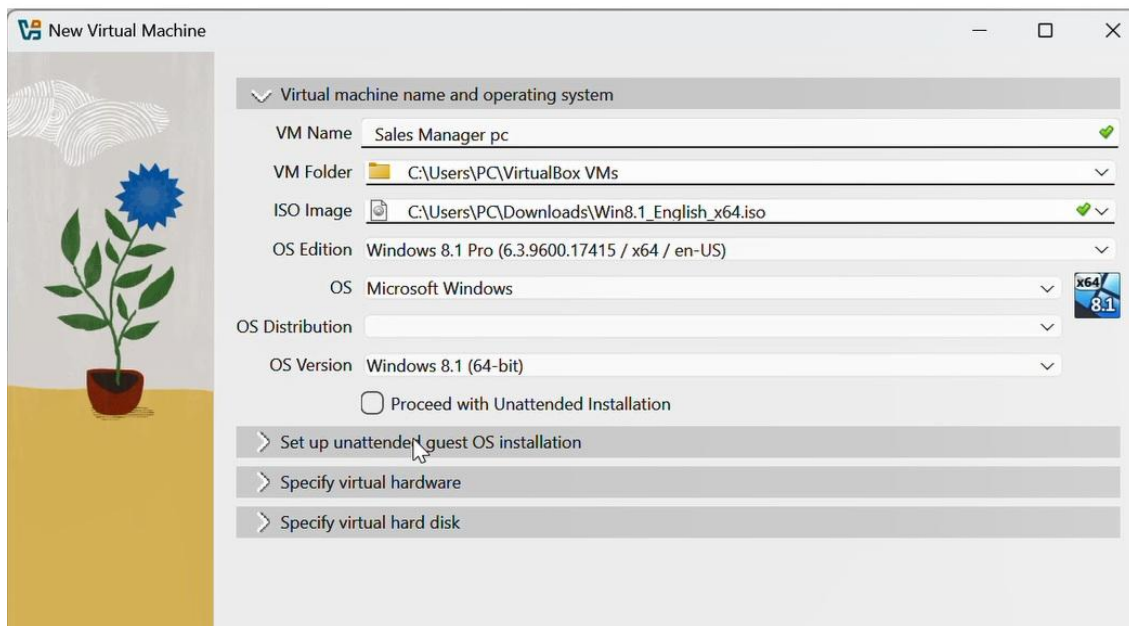 New Virtual Machine
Virtual machine name and operating system
VM Name Sales Manager pc
VM Folder C:\Users\PC\VirtualBox VMs
ISO Image C:\Users\PC\Downloads\Win8.1_English_x64.iso
OS Edition Windows 8.1 Pro (6.3.9600.17415 / x64 / en-US)
OS Microsoft Windows
x64
8.1
OS Distribution
OS Version Windows 8.1 (64-bit)
Proceed with Unattended Installation
Set up unattended guest OS installation
Specify virtual hardware
Specify virtual hard disk